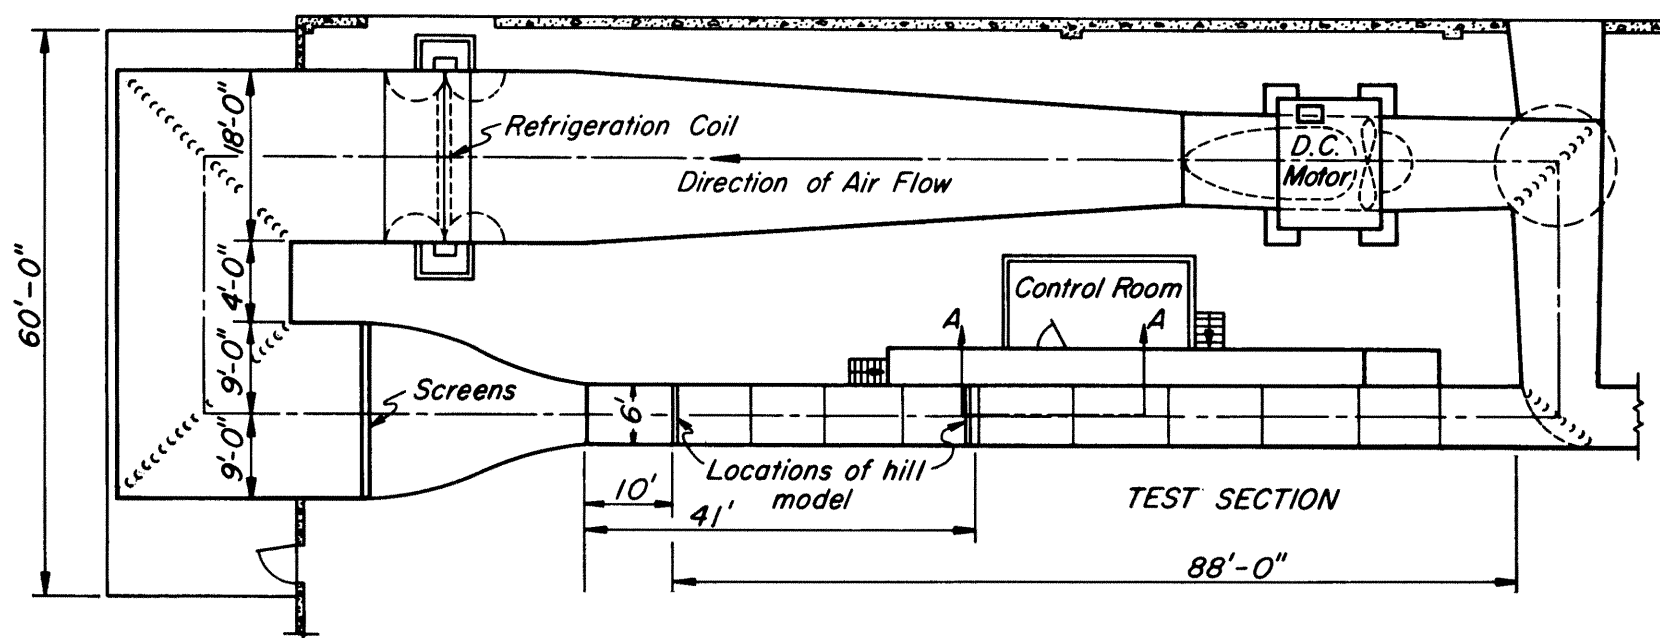 Refrigeration Coil
D.C.
Motor
Direction of Air Flow
18'-0"
4'-0"
60'-0"
Control Room
A
A
9'-0"
Screens
6'
9'-0"
Locations of hill
model
TEST SECTION
10'
41'
88'-0"